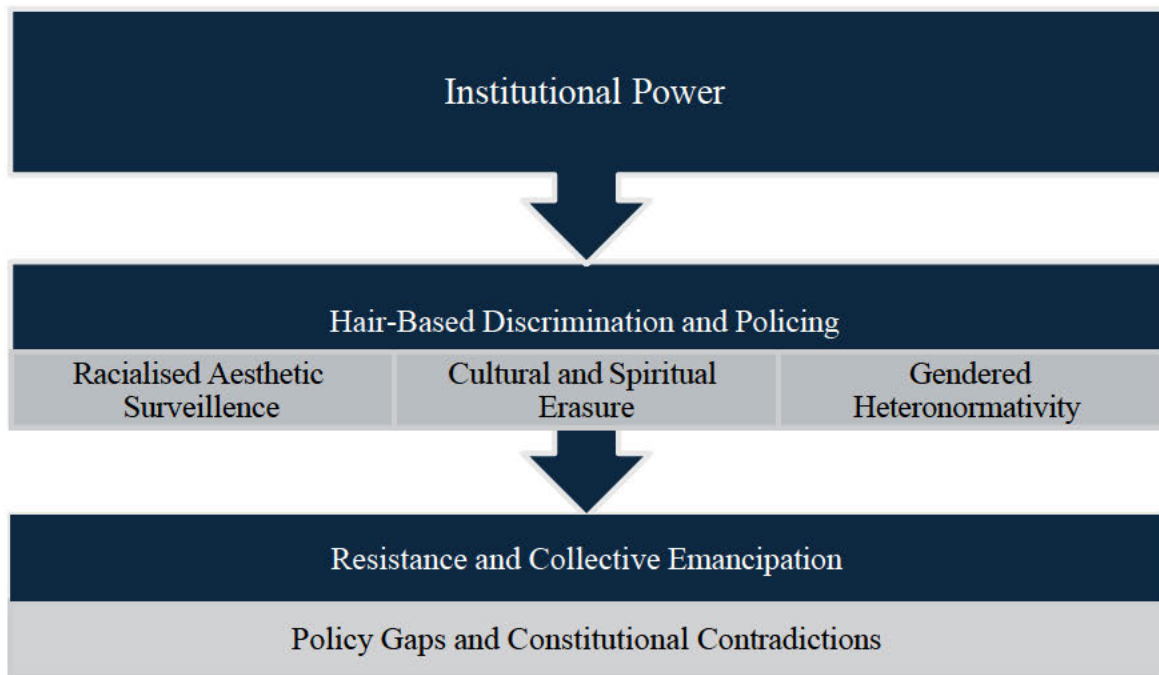 Institutional Power
Hair-Based Discrimination and Policing
Racialised Aesthetic
Surveillence
Cultural and Spiritual
Erasure
Gendered
Heteronormativity
Resistance and Collective Emancipation
Policy Gaps and Constitutional Contradictions